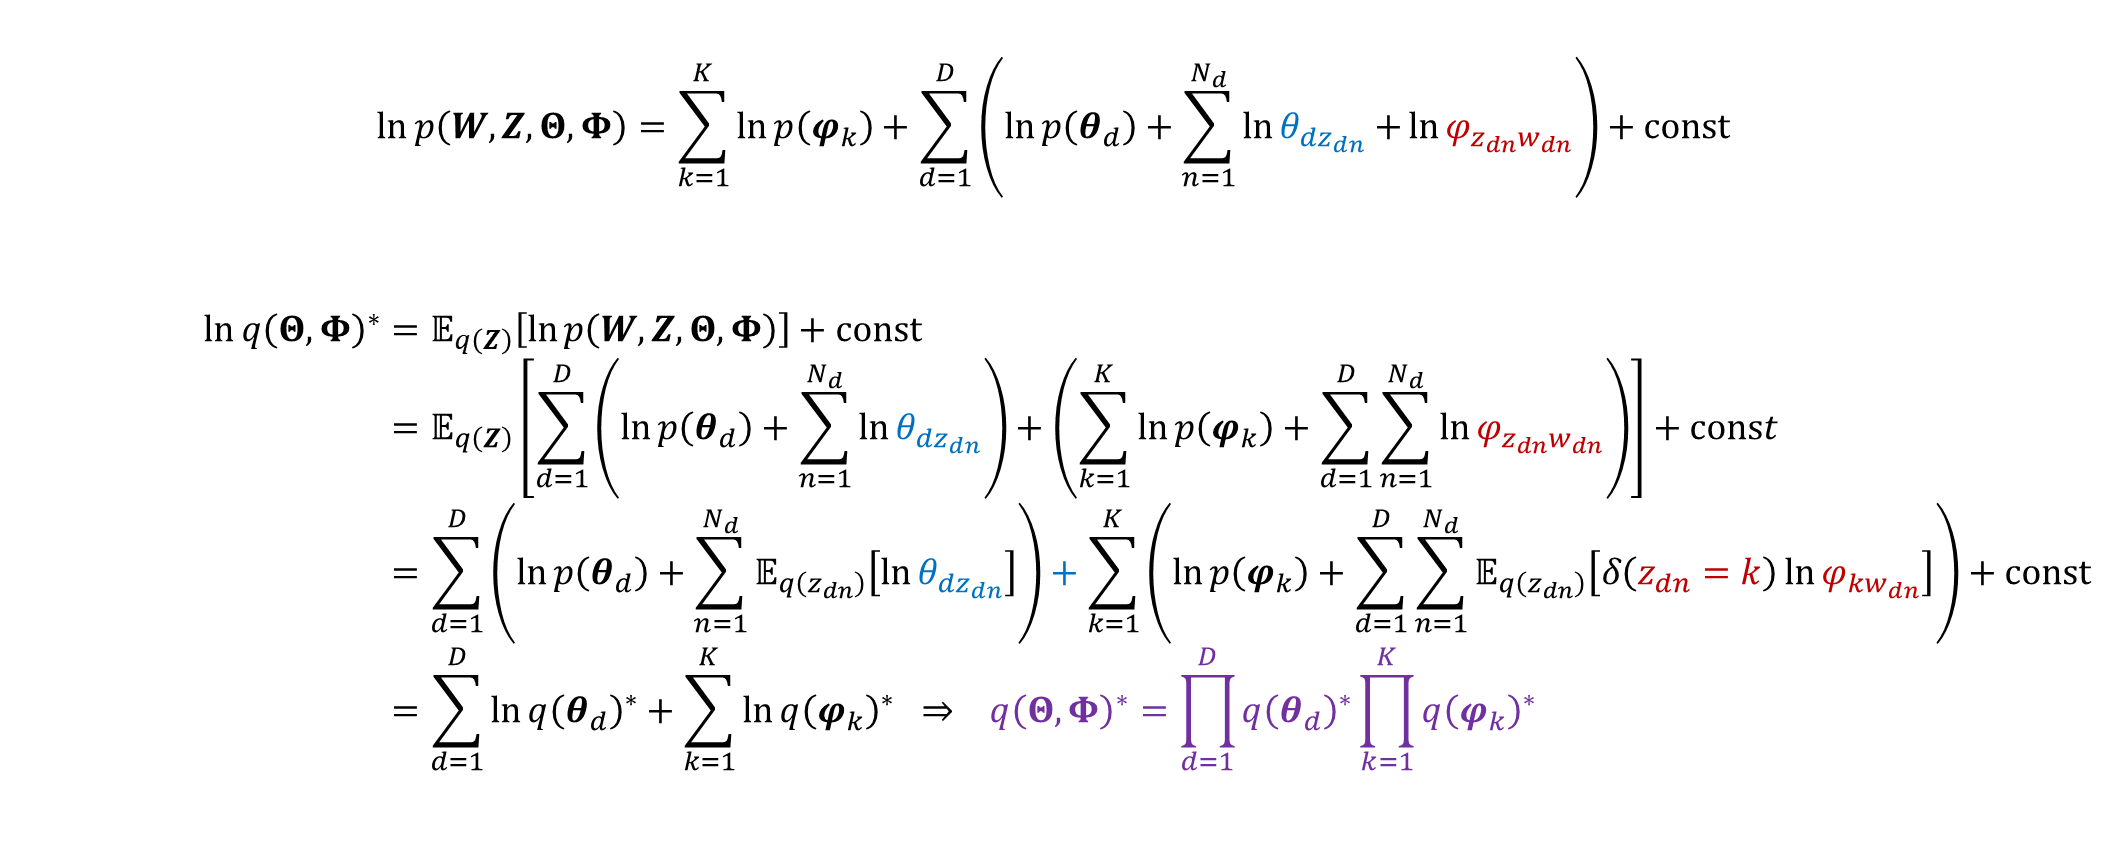 ln p(𝑾, 𝒁, 𝚯, 𝚽) = ∑_{k=1}^{K} ln p(𝝋_k) + ∑_{d=1}^{D} ( ln p(𝜽_d) + ∑_{n=1}^{N_d} ln θ_{dz_{dn}} + ln φ_{z_{dn}w_{dn}} ) + const
ln q(𝚯, 𝚽)* = 𝔼_{q(𝒁)}[ln p(𝑾, 𝒁, 𝚯, 𝚽)] + const
= 𝔼_{q(𝒁)} [ ∑_{d=1}^{D} ( ln p(𝜽_d) + ∑_{n=1}^{N_d} ln θ_{dz_{dn}} ) + ( ∑_{k=1}^{K} ln p(𝝋_k) + ∑_{d=1}^{D} ∑_{n=1}^{N_d} ln φ_{z_{dn}w_{dn}} ) ] + const
= ∑_{d=1}^{D} ( ln p(𝜽_d) + ∑_{n=1}^{N_d} 𝔼_{q(z_{dn})}[ln θ_{dz_{dn}}] ) + ∑_{k=1}^{K} ( ln p(𝝋_k) + ∑_{d=1}^{D} ∑_{n=1}^{N_d} 𝔼_{q(z_{dn})}[δ(z_{dn} = k) ln φ_{kw_{dn}}] ) + const
= ∑_{d=1}^{D} ln q(𝜽_d)* + ∑_{k=1}^{K} ln q(𝝋_k)* ⇒ q(𝚯, 𝚽)* = ∏_{d=1}^{D} q(𝜽_d)* ∏_{k=1}^{K} q(𝝋_k)*